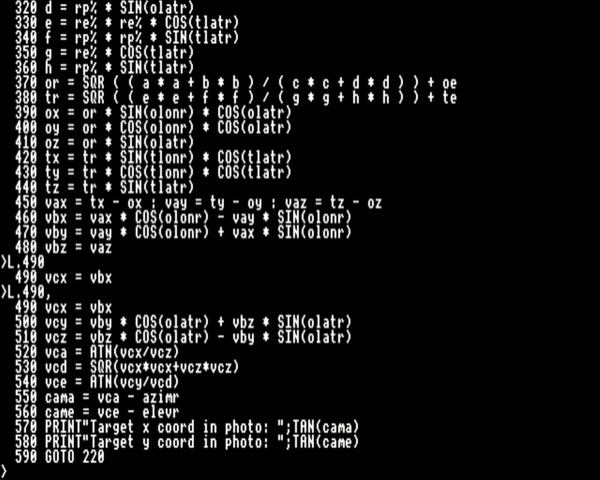 320 d = rp% * SIN(olatr)
330 e = re% * re% * COS(tlatr)
340 f = rp% * rp% * SIN(tlatr)
350 g = re% * COS(tlatr)
360 h = rp% * SIN(tlatr)
370 or = SQR ( ( a * a + b * b ) / ( c * c + d * d ) ) + oe
380 tr = SQR ( ( e * e + f * f ) / ( g * g + h * h ) ) + te
390 ox = or * SIN(olonr) * COS(olatr)
400 oy = or * COS(olonr) * COS(olatr)
410 oz = or * SIN(olatr)
420 tx = tr * SIN(tlonr) * COS(tlatr)
430 ty = tr * COS(tlonr) * COS(tlatr)
440 tz = tr * SIN(tlatr)
450 vax = tx - ox : vay = ty - oy : vaz = tz - oz
460 vbx = vax * COS(olonr) - vay * SIN(olonr)
470 vby = vay * COS(olonr) + vax * SIN(olonr)
480 vbz = vaz
>L.490
490 vcx = vbx
>L.490,
490 vcx = vbx
500 vcy = vby * COS(olatr) + vbz * SIN(olatr)
510 vcz = vbz * COS(olatr) - vby * SIN(olatr)
520 vca = ATN(vcx/vcz)
530 vcd = SQR(vcx*vcx+vcz*vcz)
540 vce = ATN(vcy/vcd)
550 cama = vca - azimr
560 came = vce - elevr
570 PRINT"Target x coord in photo: ";TAN(cama)
580 PRINT"Target y coord in photo: ";TAN(came)
590 GOTO 220
>